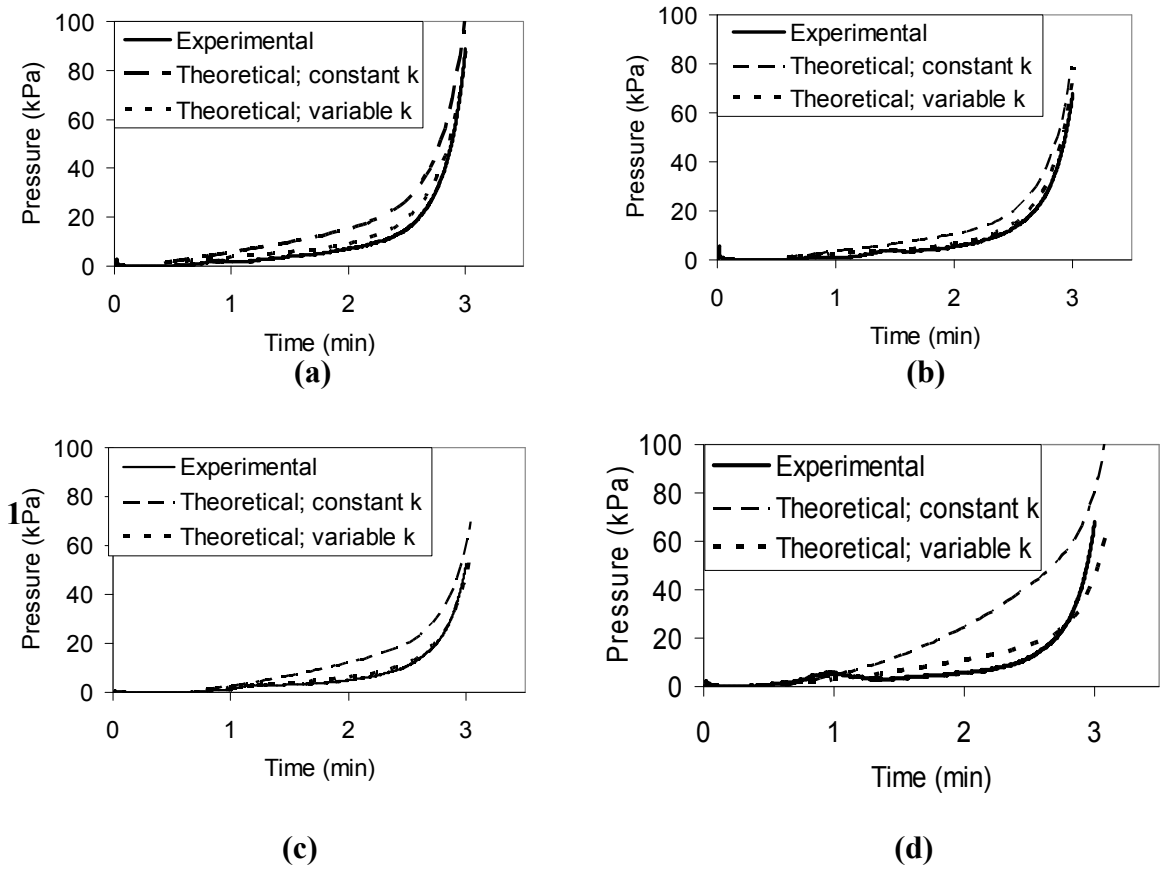 100
80
60
40
20
0
Pressure (kPa)
Experimental
Theoretical; constant k
Theoretical; variable k
0 1 2 3
Time (min)
(a)
100
80
60
40
20
0
Pressure (kPa)
Experimental
Theoretical; constant k
Theoretical; variable k
0 1 2 3
Time (min)
(b)
1
100
80
60
40
20
0
Pressure (kPa)
Experimental
Theoretical; constant k
Theoretical; variable k
0 1 2 3
Time (min)
(c)
100
80
60
40
20
0
Pressure (kPa)
Experimental
Theoretical; constant k
Theoretical; variable k
0 1 2 3
Time (min)
(d)